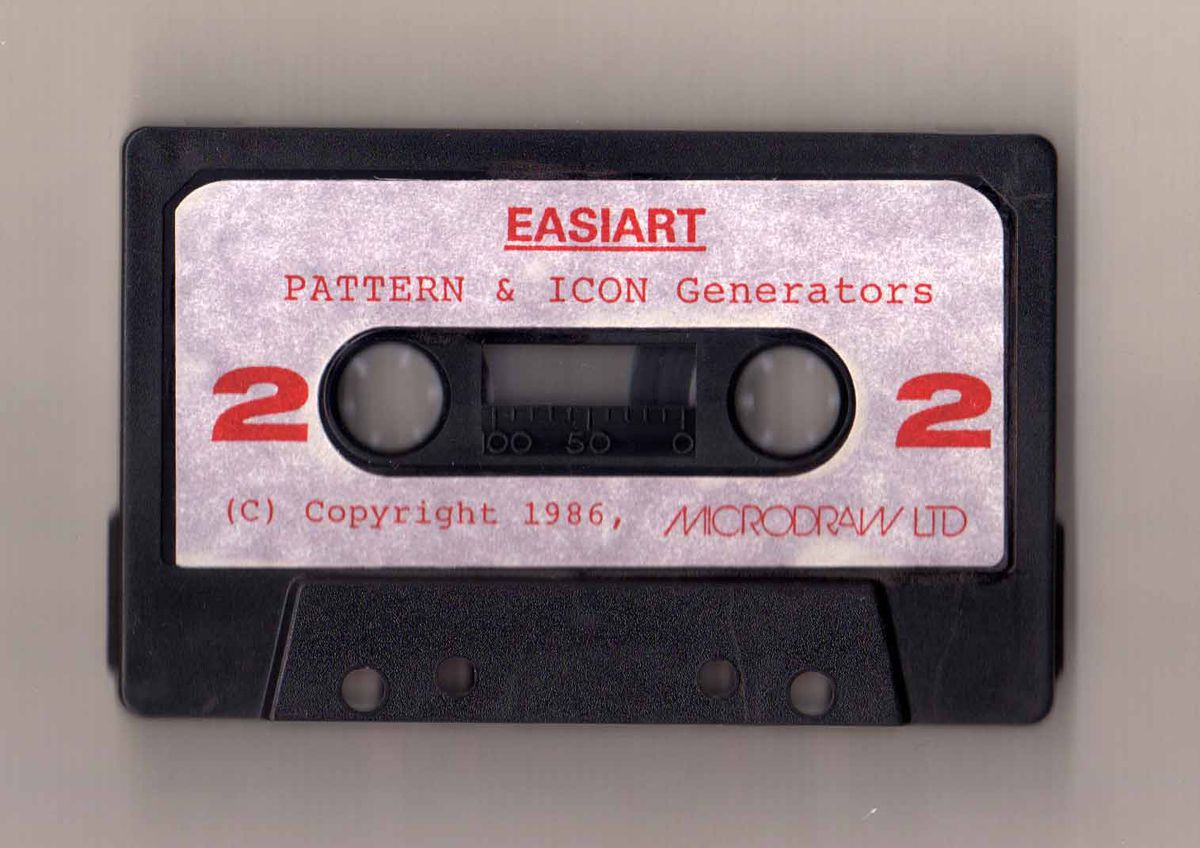 EASIART
PATTERN & ICON Generators
2 2
100 50 0
(C) Copyright 1986, MICRODRAW LTD